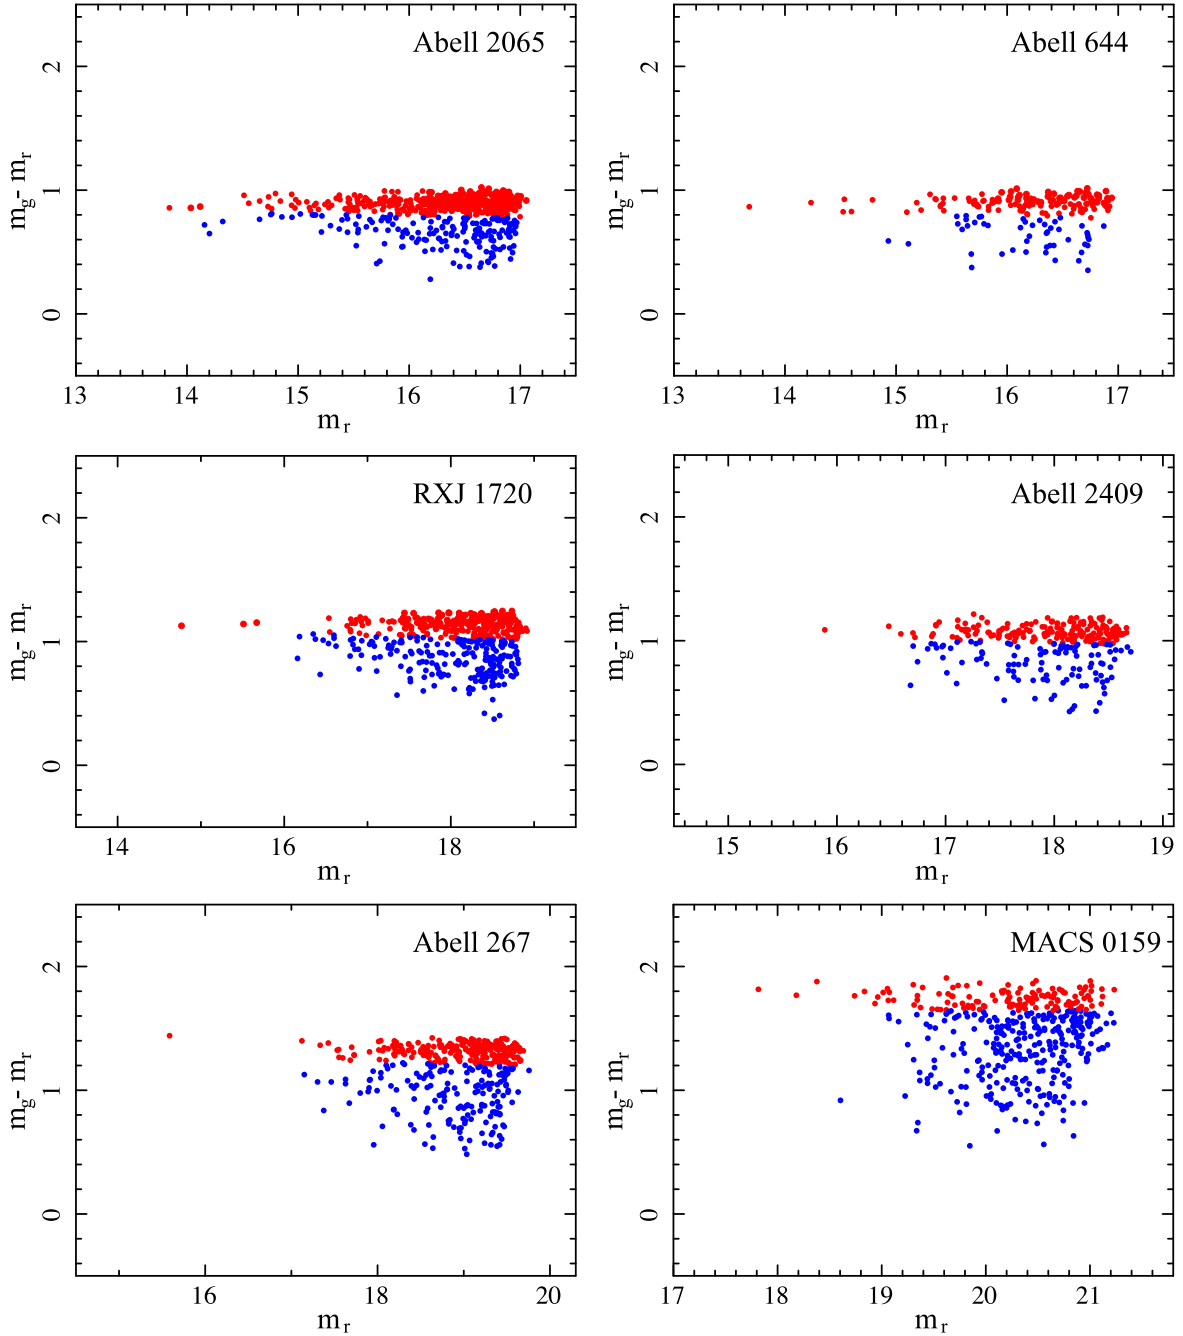 Abell 2065
2
1
0
m_g- m_r
13 14 15 16 17
m_r
Abell 644
2
1
0
m_g- m_r
13 14 15 16 17
m_r
RXJ 1720
2
1
0
m_g- m_r
14 16 18
m_r
Abell 2409
2
1
0
m_g- m_r
15 16 17 18 19
m_r
Abell 267
2
1
0
m_g- m_r
16 18 20
m_r
MACS 0159
2
1
0
m_g- m_r
17 18 19 20 21
m_r